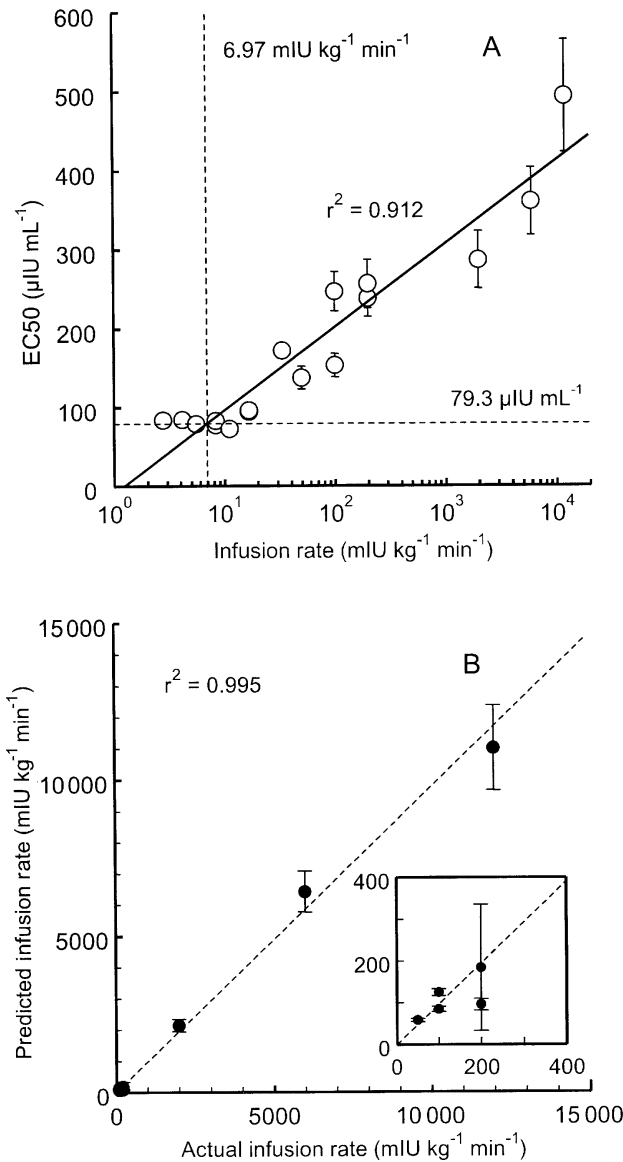 A
6.97 mIU kg⁻¹ min⁻¹
r² = 0.912
79.3 µIU mL⁻¹
EC50 (µIU mL⁻¹)
600
500
400
300
200
100
0
10⁰ 10¹ 10² 10³ 10⁴
Infusion rate (mIU kg⁻¹ min⁻¹)
B
r² = 0.995
Predicted infusion rate (mIU kg⁻¹ min⁻¹)
15 000
10 000
5000
0
400
200
0
0 200 400
0 5000 10 000 15 000
Actual infusion rate (mIU kg⁻¹ min⁻¹)